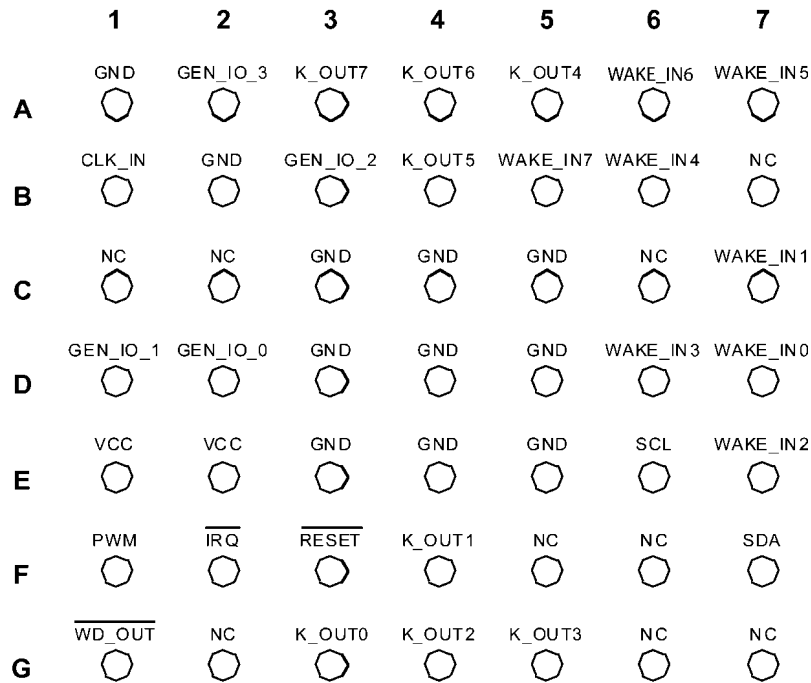 1 2 3 4 5 6 7
GND GEN_IO_3 K_OUT7 K_OUT6 K_OUT4 WAKE_IN6 WAKE_IN5
A
CLK_IN GND GEN_IO_2 K_OUT5 WAKE_IN7 WAKE_IN4 NC
B
NC NC GND GND GND NC WAKE_IN1
C
GEN_IO_1 GEN_IO_0 GND GND GND WAKE_IN3 WAKE_IN0
D
VCC VCC GND GND GND SCL WAKE_IN2
E
PWM IRQ RESET K_OUT1 NC NC SDA
F
WD_OUT NC K_OUT0 K_OUT2 K_OUT3 NC NC
G